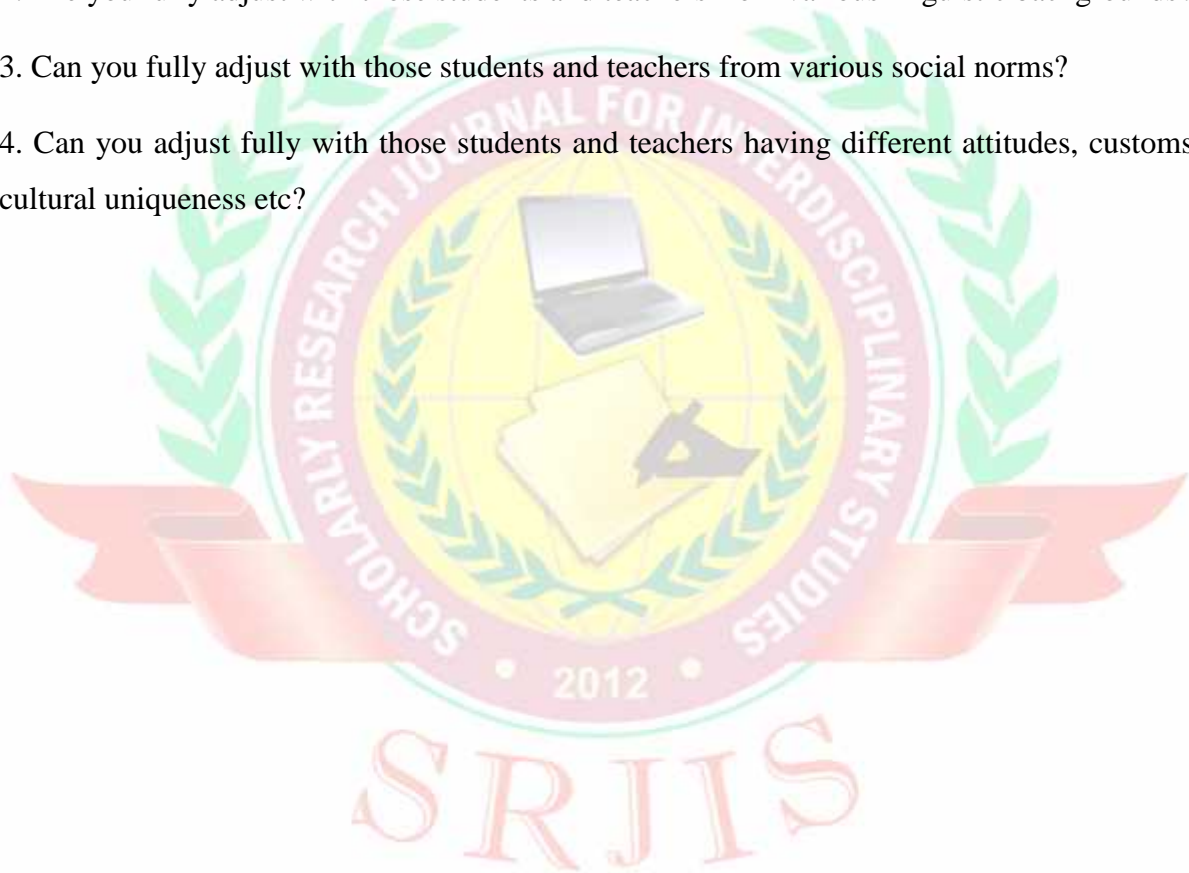 3. Can you fully adjust with those students and teachers from various social norms?
4. Can you adjust fully with those students and teachers having different attitudes, customs
cultural uniqueness etc?
SCHOLARLY RESEARCH JOURNAL FOR INTERDISCIPLINARY STUDIES
• 2012 •
SRJIS